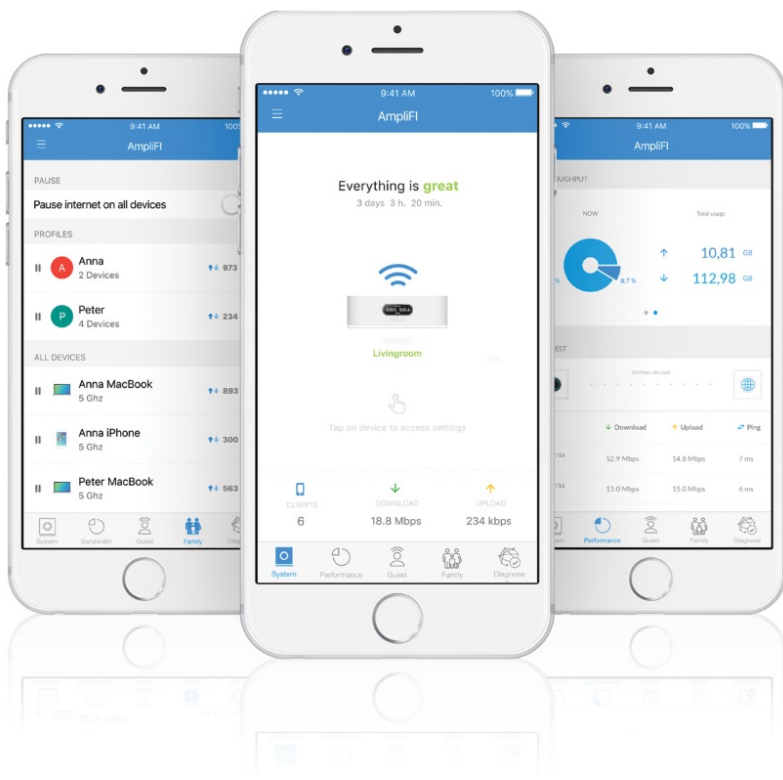 9:41 AM
100
AmpliFI
PAUSE
Pause internet on all devices
PROFILES
A
Anna
2 Devices
973
P
Peter
4 Devices
234
ALL DEVICES
Anna MacBook
5 Ghz
893
Anna iPhone
5 Ghz
300
Peter MacBook
5 Ghz
563
System
Bandwidth
Guest
Family
9:41 AM
100%
AmpliFI
Everything is great
3 days 3 h. 20 min.
Livingroom
Tap on device to access settings
CLIENTS
6
DOWNLOAD
18.8 Mbps
UPLOAD
234 kbps
System
Performance
Guest
Family
Diagnose
9:41 AM
100%
AmpliFI
NOW
8,7 %
Total usage
10,81 GB
112,98 GB
TESTING UPLOAD
Download
Upload
Ping
52.9 Mbps
14.8 Mbps
7 ms
13.0 Mbps
15.0 Mbps
6 ms
Performance
Guest
Family
Diagnose